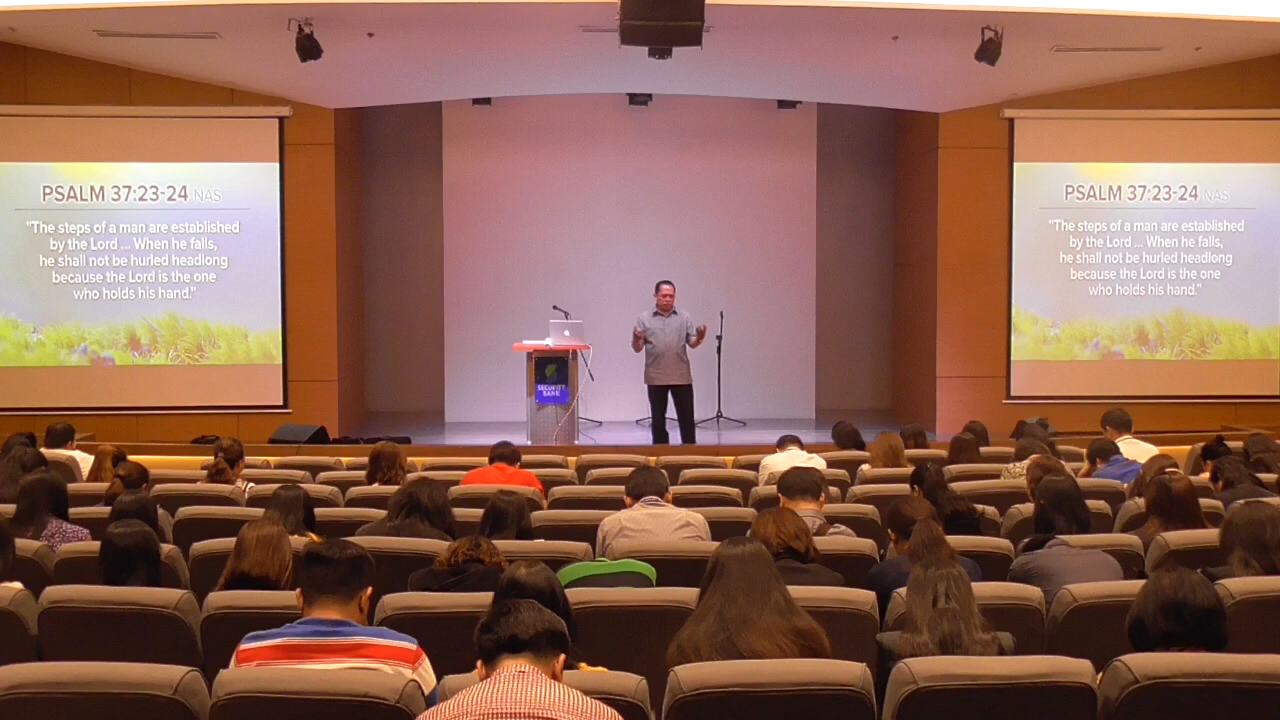 PSALM 37:23-24 NAS
"The steps of a man are established
by the Lord ... When he falls,
he shall not be hurled headlong
because the Lord is the one
who holds his hand."
SECURITY
BANK
PSALM 37:23-24 NAS
"The steps of a man are established
by the Lord ... When he falls,
he shall not be hurled headlong
because the Lord is the one
who holds his hand."